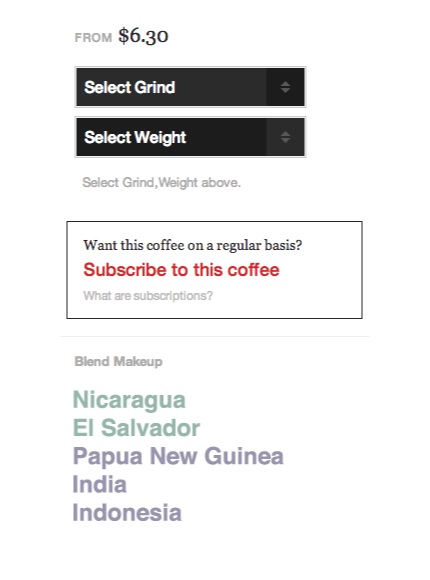 FROM $6.30
Select Grind
Select Weight
Select Grind,Weight above.
Want this coffee on a regular basis?
Subscribe to this coffee
What are subscriptions?
Blend Makeup
Nicaragua
El Salvador
Papua New Guinea
India
Indonesia